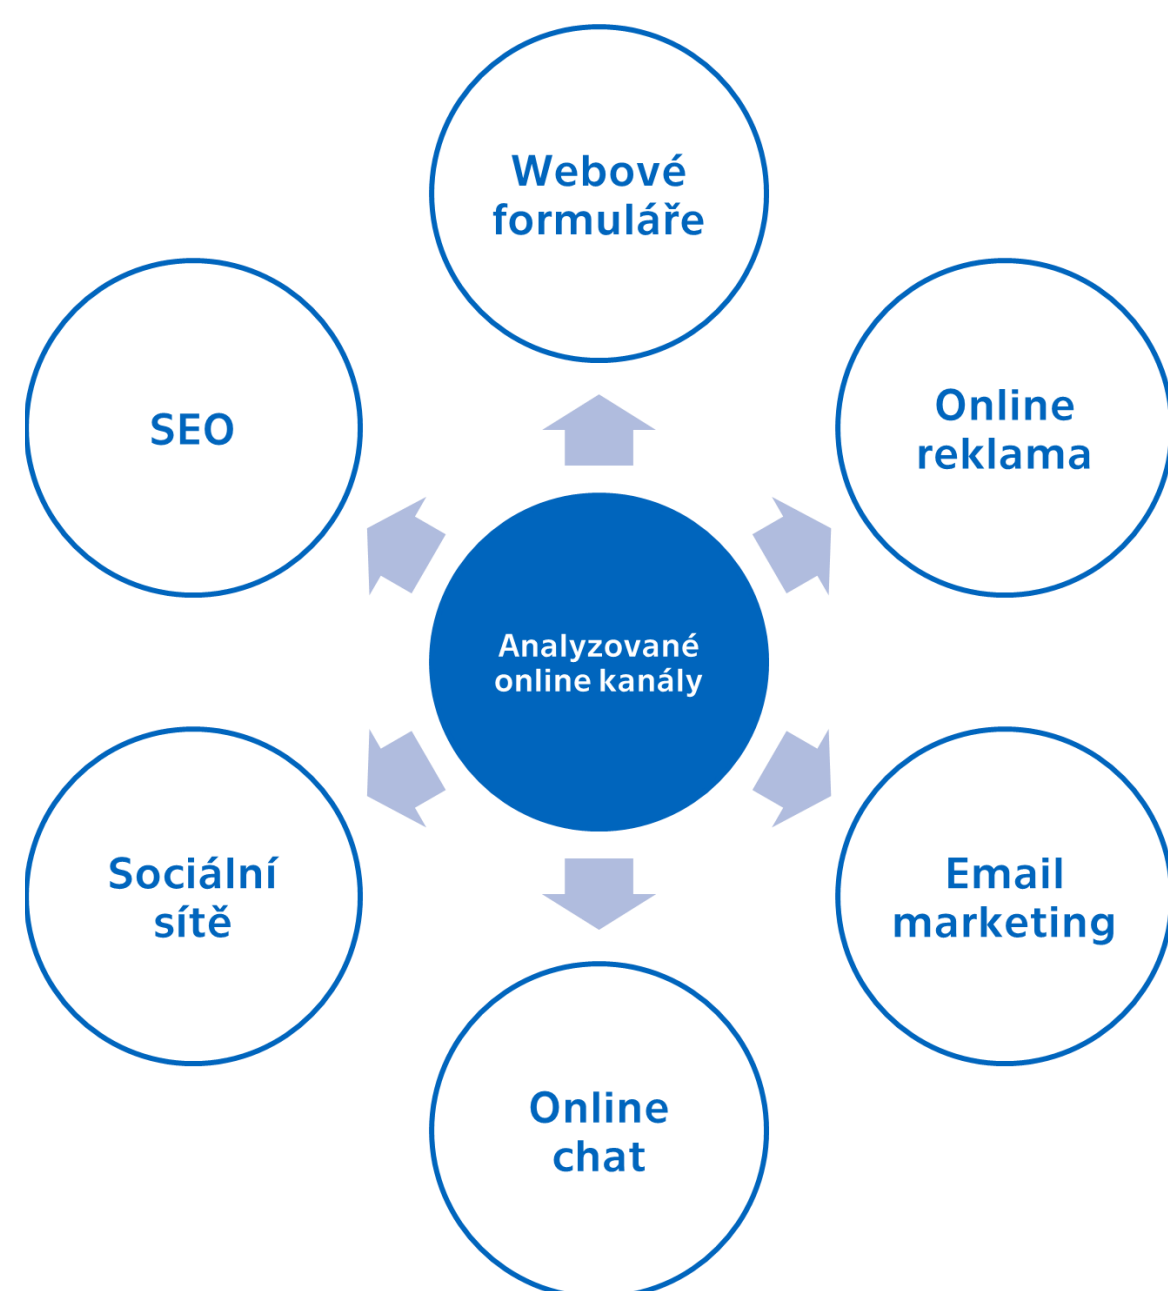 Webové
formuláře
SEO
Online
reklama
Analyzované
online kanály
Sociální
sítě
Email
marketing
Online
chat